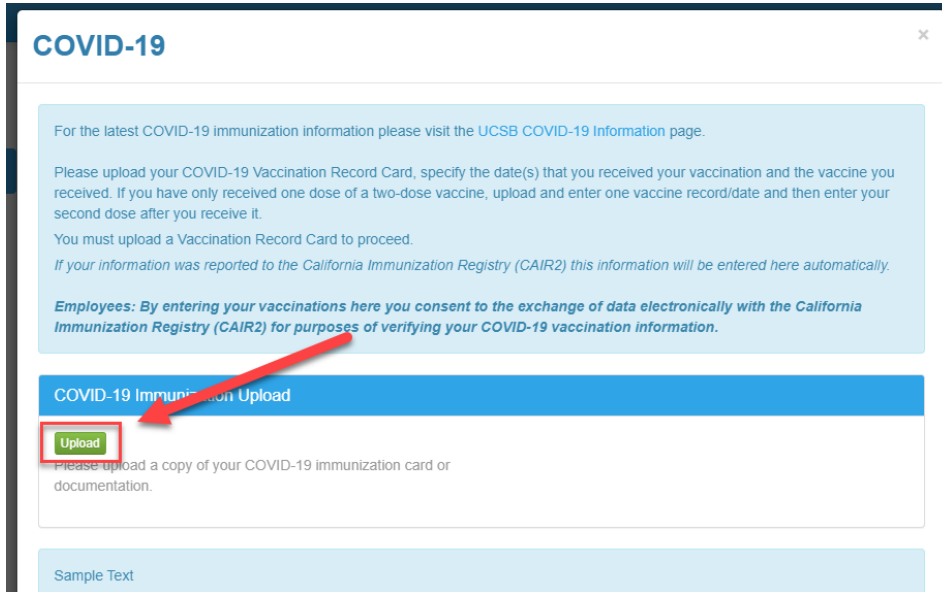 COVID-19
×
For the latest COVID-19 immunization information please visit the UCSB COVID-19 Information page.
Please upload your COVID-19 Vaccination Record Card, specify the date(s) that you received your vaccination and the vaccine you
received. If you have only received one dose of a two-dose vaccine, upload and enter one vaccine record/date and then enter your
second dose after you receive it.
You must upload a Vaccination Record Card to proceed.
If your information was reported to the California Immunization Registry (CAIR2) this information will be entered here automatically.
Employees: By entering your vaccinations here you consent to the exchange of data electronically with the California
Immunization Registry (CAIR2) for purposes of verifying your COVID-19 vaccination information.
COVID-19 Immunization Upload
Upload
Please upload a copy of your COVID-19 immunization card or
documentation.
Sample Text